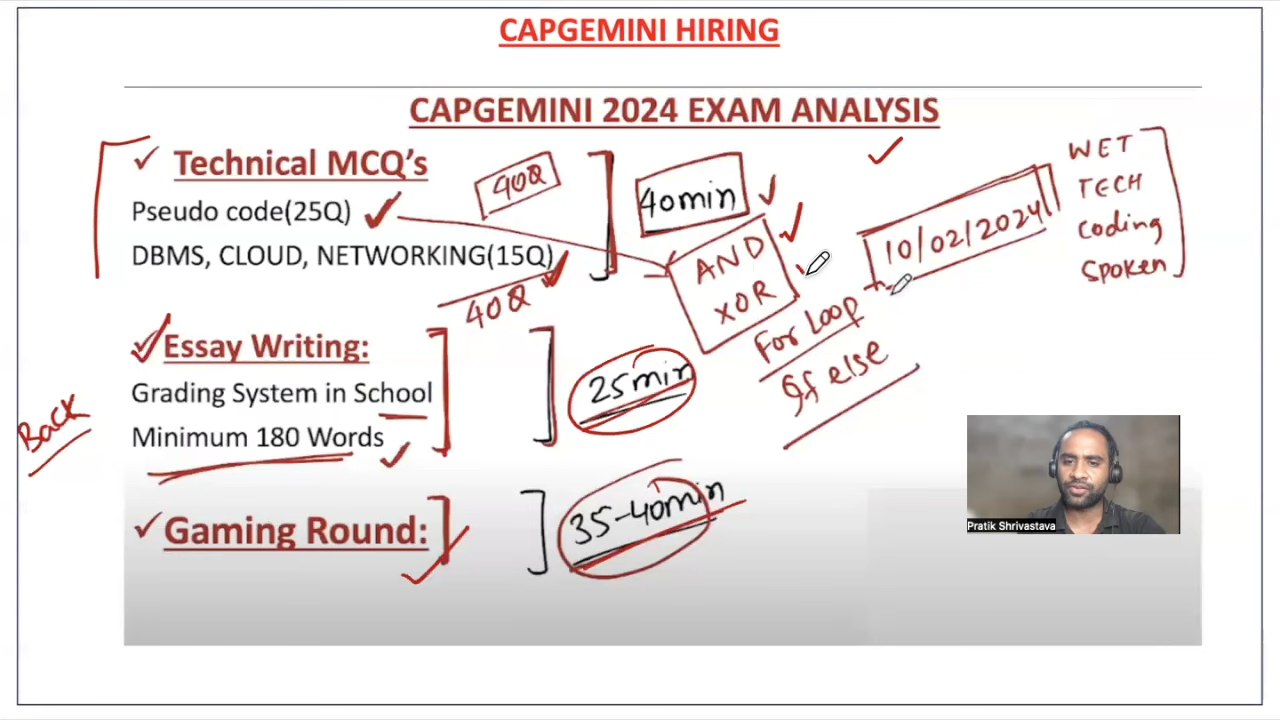 CAPGEMINI HIRING
CAPGEMINI 2024 EXAM ANALYSIS
✓ Technical MCQ's
40Q
40min
Pseudo code(25Q)
DBMS, CLOUD, NETWORKING(15Q)
40Q
AND
XOR
For Loop
If else
10/02/2024
WET
TECH
Coding
Spoken
✓ Essay Writing:
Grading System in School
Minimum 180 Words
25min
Back
✓ Gaming Round:
35-40min
Pratik Shrivastava